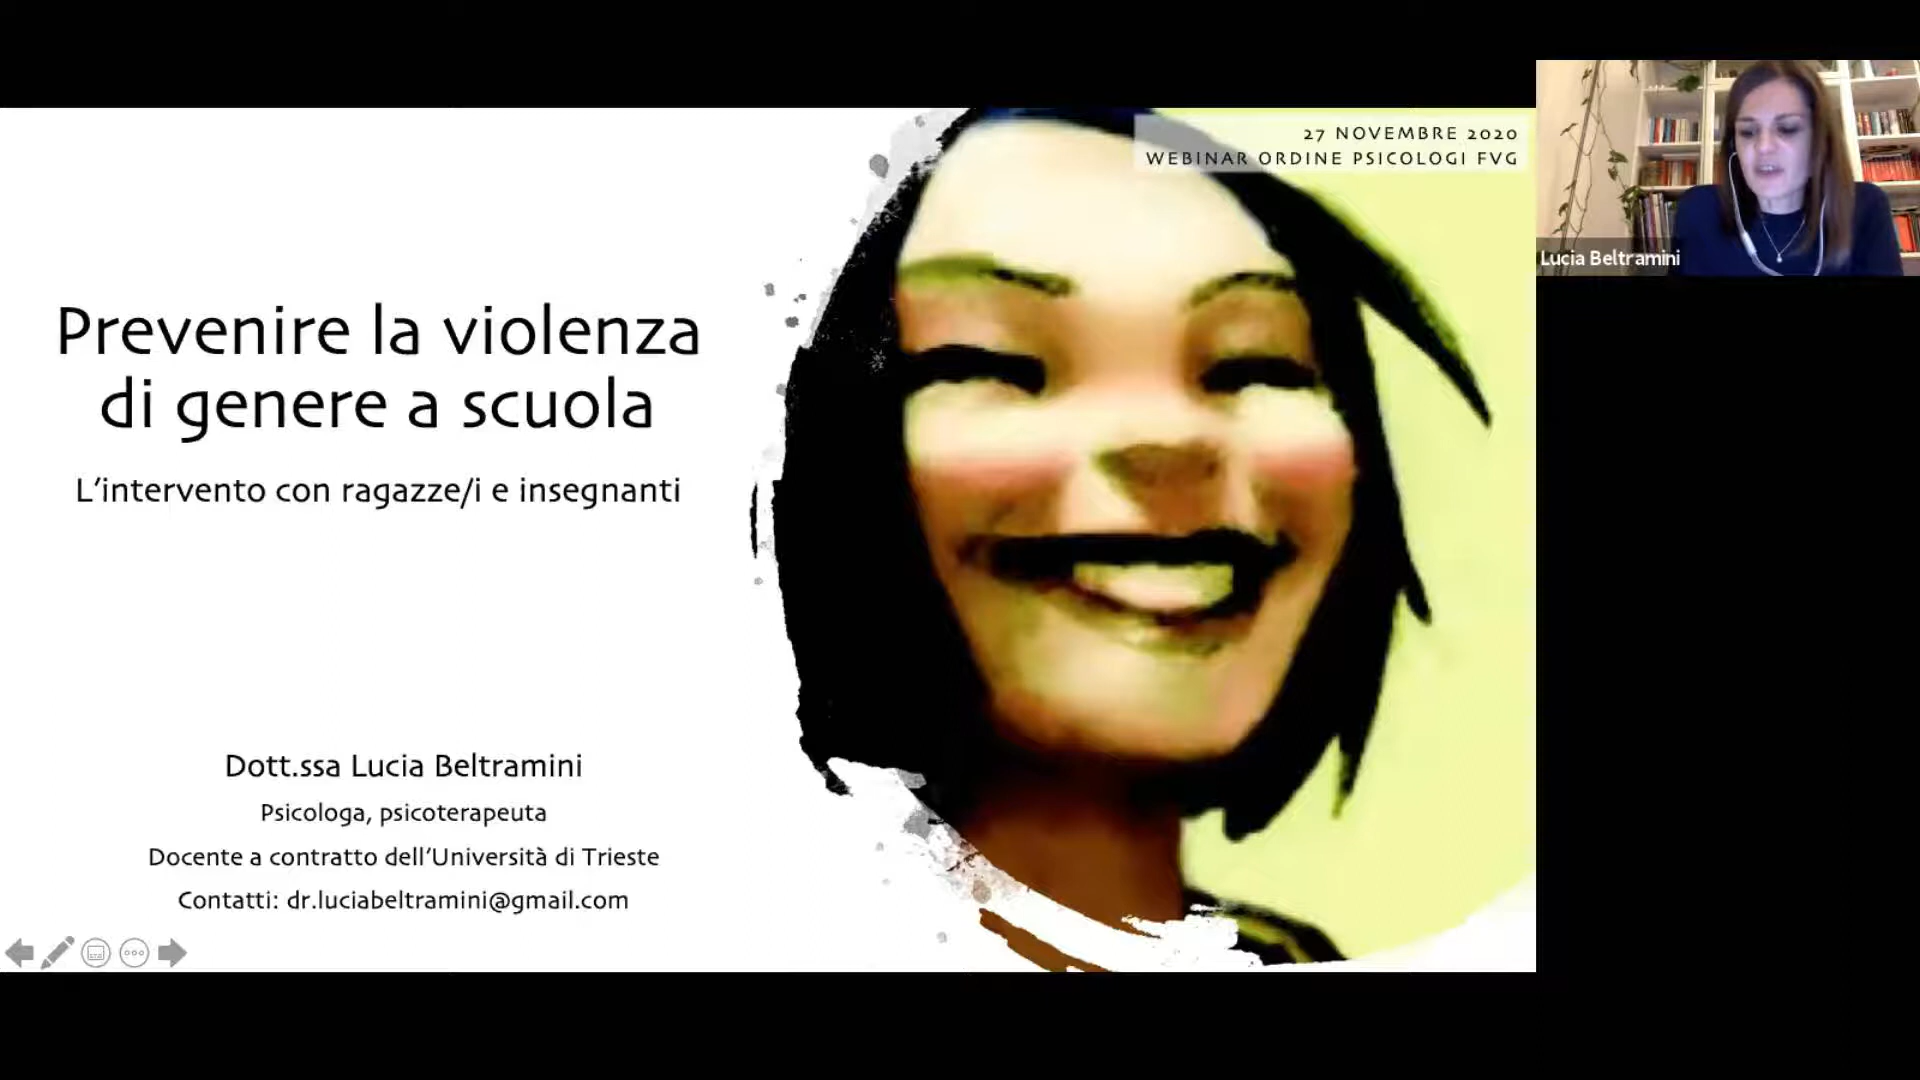 27 NOVEMBRE 2020
WEBINAR ORDINE PSICOLOGI FVG
Lucia Beltramini
Prevenire la violenza
di genere a scuola
L'intervento con ragazze/i e insegnanti
Dott.ssa Lucia Beltramini
Psicologa, psicoterapeuta
Docente a contratto dell'Università di Trieste
Contatti: dr.luciabeltramini@gmail.com